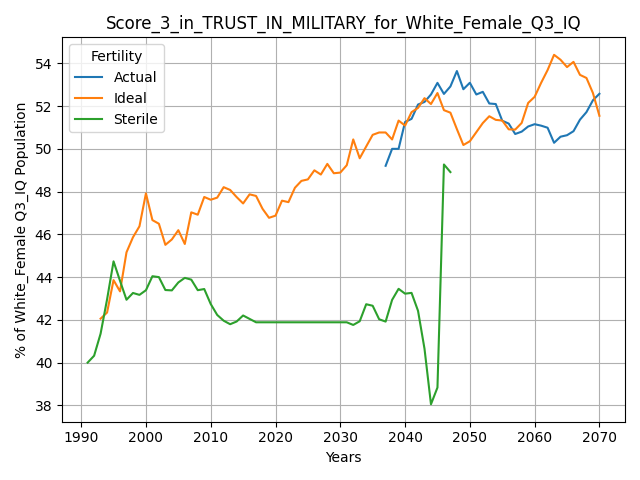 Score_3_in_TRUST_IN_MILITARY_for_White_Female_Q3_IQ
Fertility
Actual
Ideal
Sterile
% of White_Female Q3_IQ Population
54
52
50
48
46
44
42
40
38
1990
2000
2010
2020
2030
2040
2050
2060
2070
Years